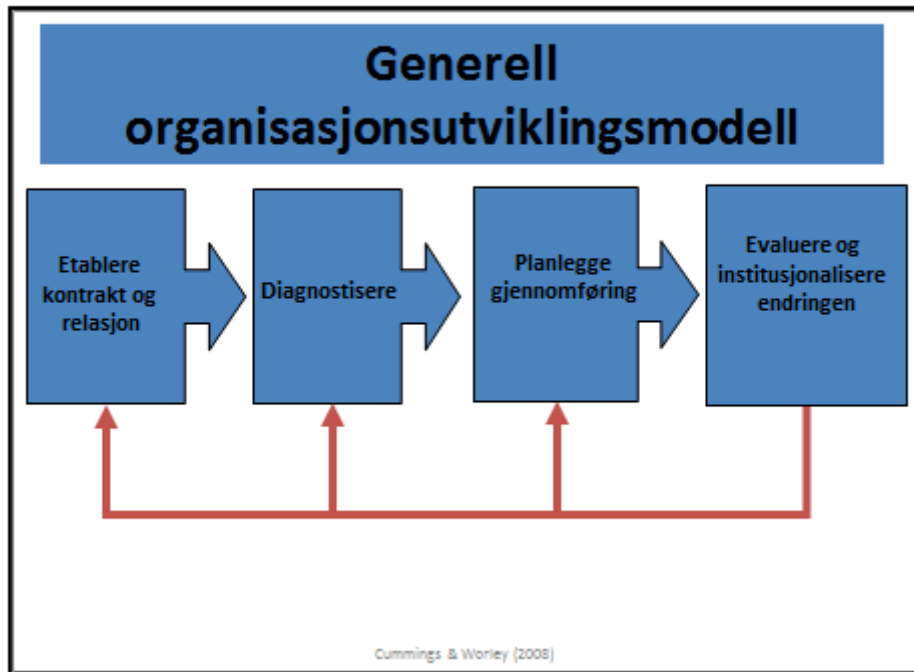 Generell
organisasjonsutviklingsmodell
Etablere
kontrakt og
relasjon
Diagnostisere
Planlegge
gjennomføring
Evaluere og
institusjonalisere
endringen
Cummings & Worley (2008)